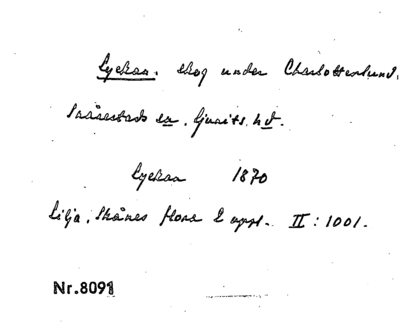 Lyckan. skog under Charlottenlund.
Snårestads sn. Ljunits hd.
Lyckan 1870
Lilja, Skånes flora 2 uppl. II: 1001.
Nr.8091